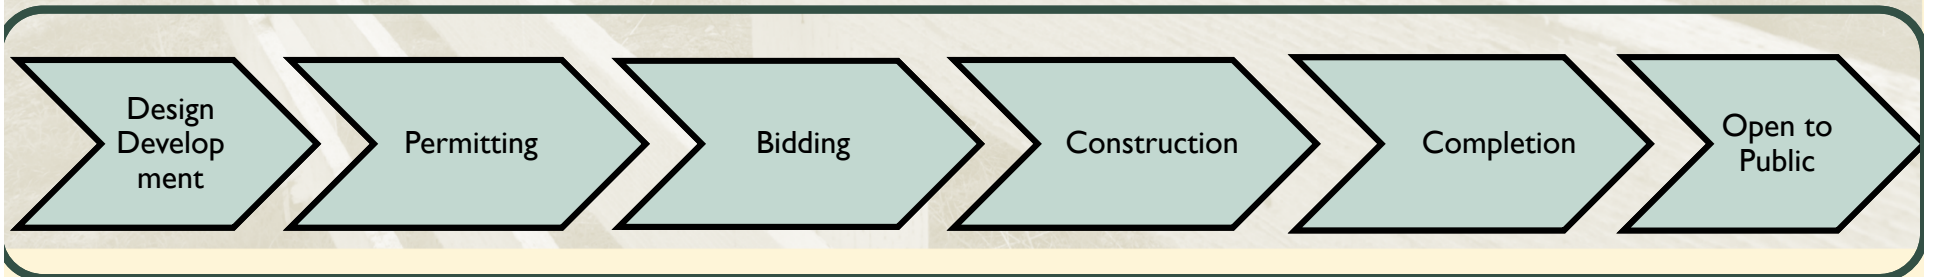 Design
Develop
ment
Permitting
Bidding
Construction
Completion
Open to
Public